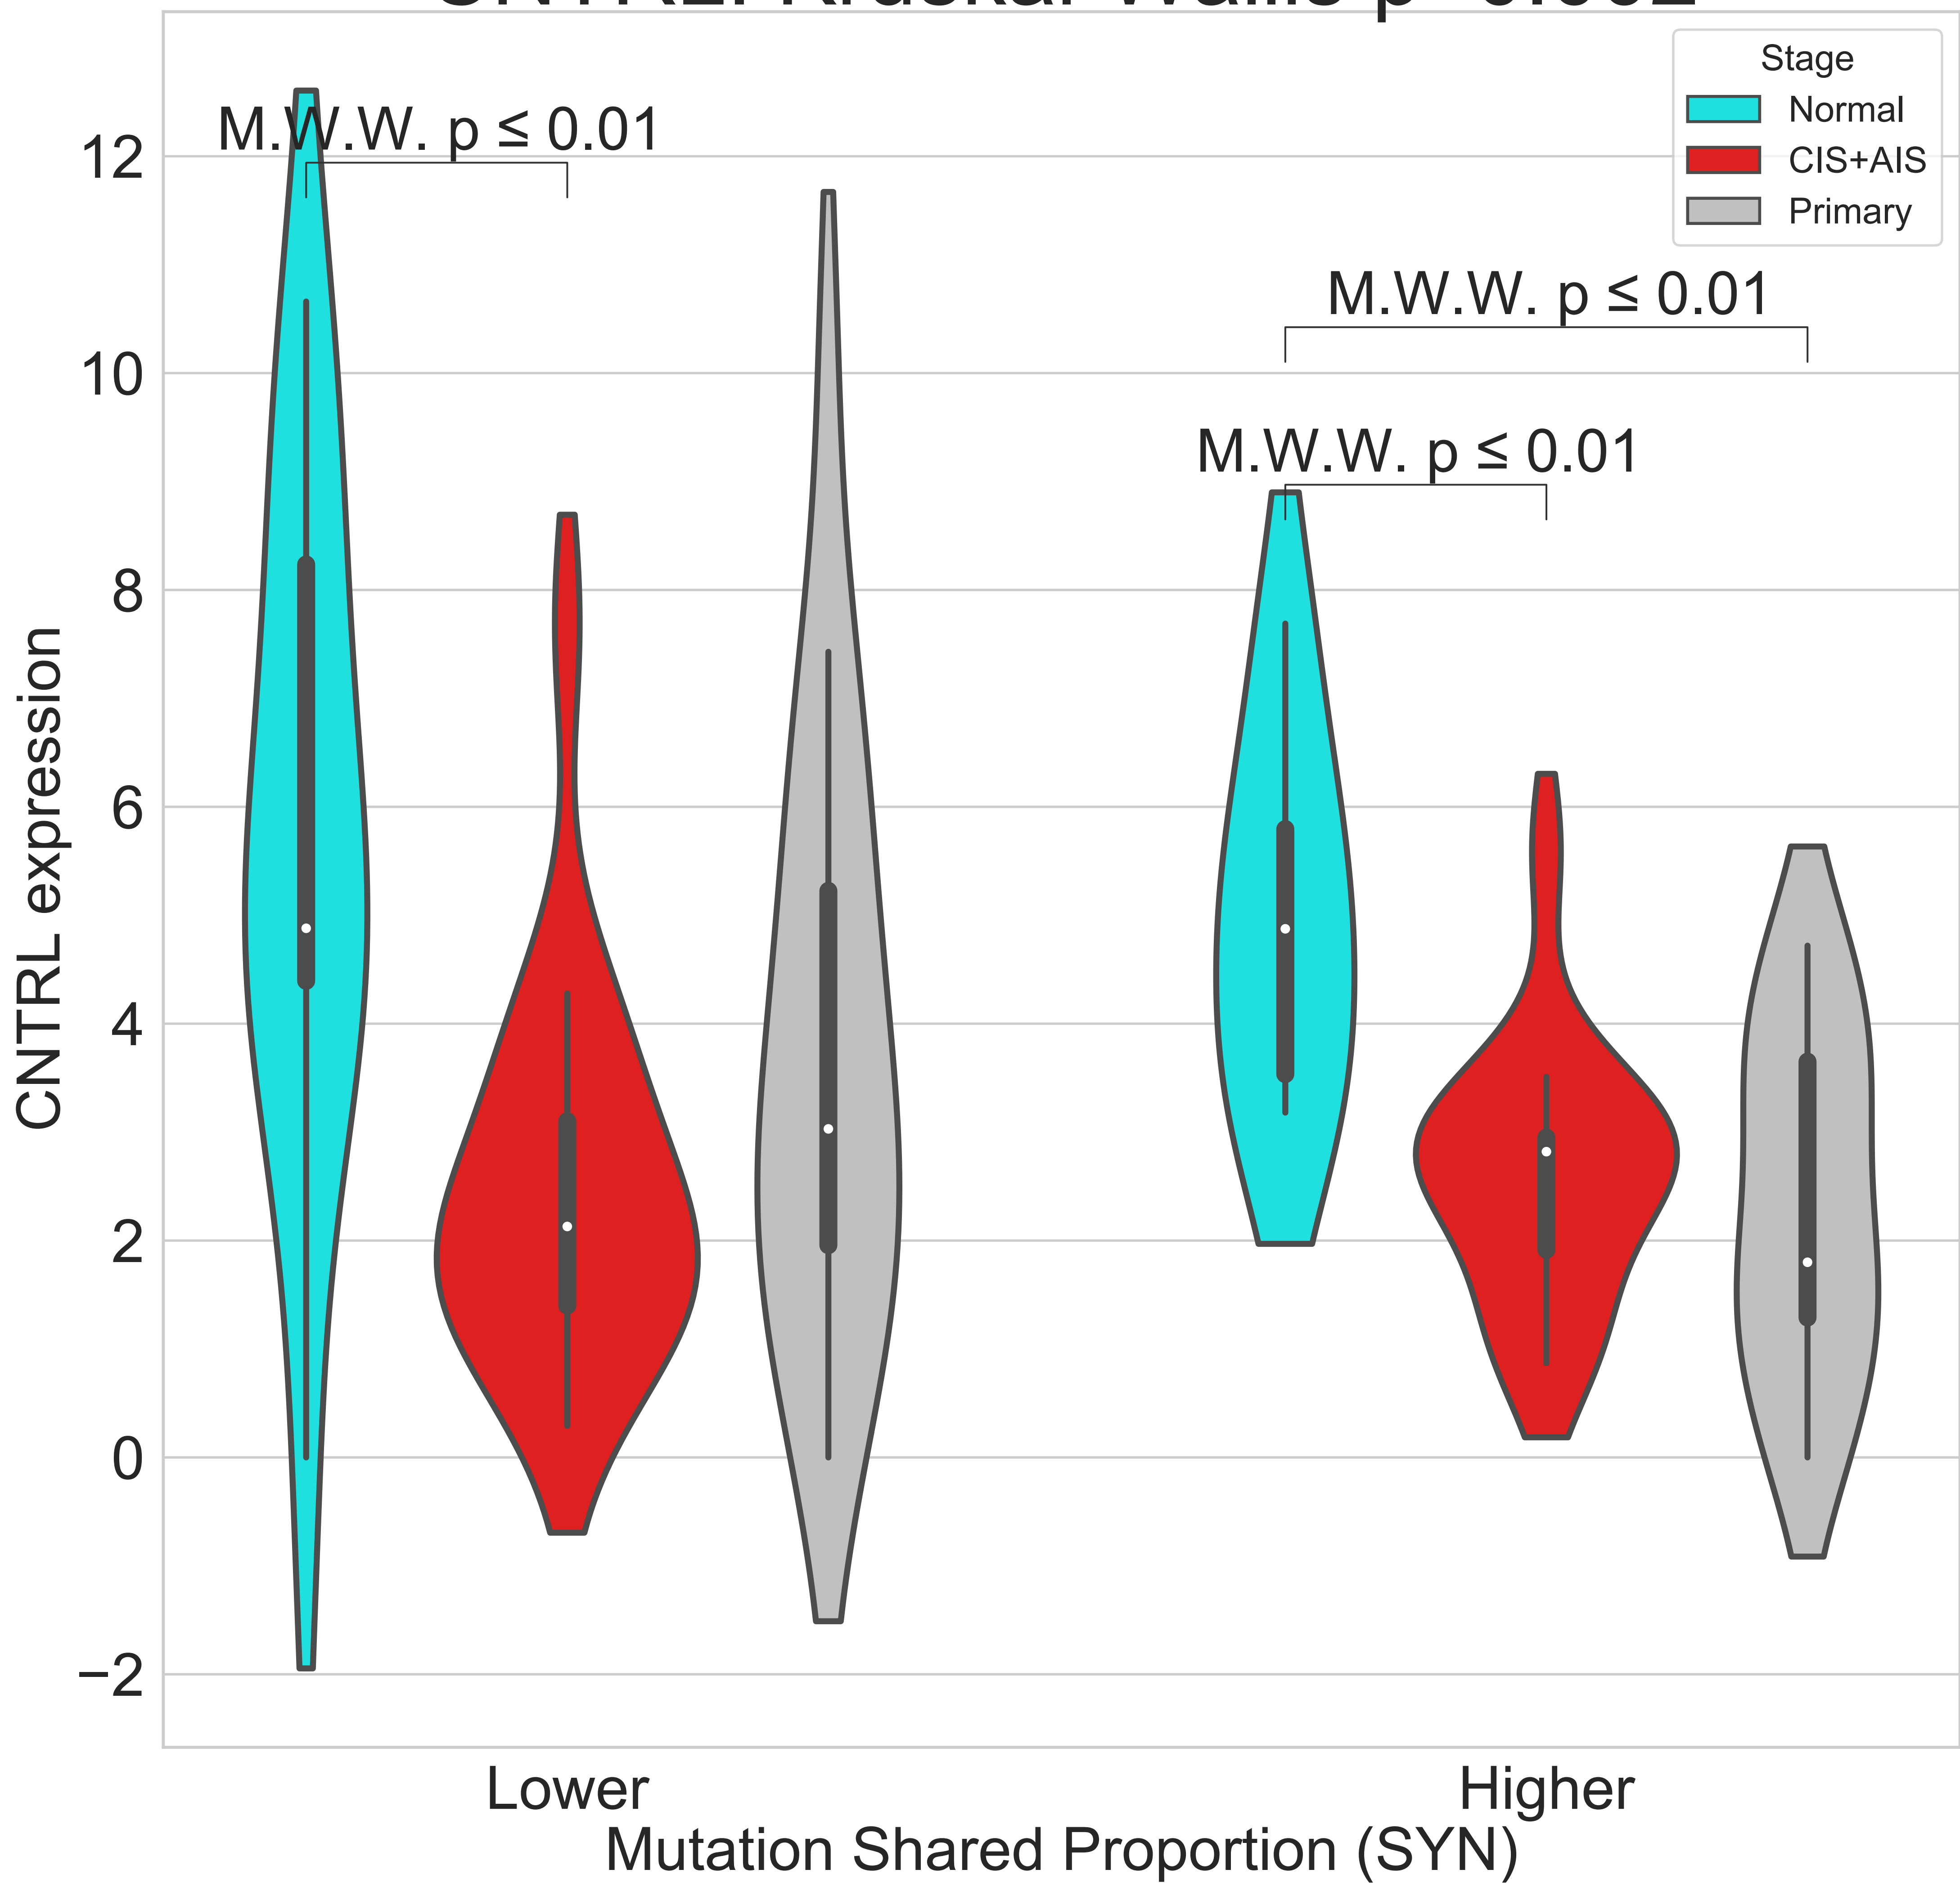 Stage
Normal
CIS+AIS
Primary
M.W.W. p ≤ 0.01
M.W.W. p ≤ 0.01
M.W.W. p ≤ 0.01
12
10
8
6
4
2
0
−2
CNTRL expression
Lower
Higher
Mutation Shared Proportion (SYN)